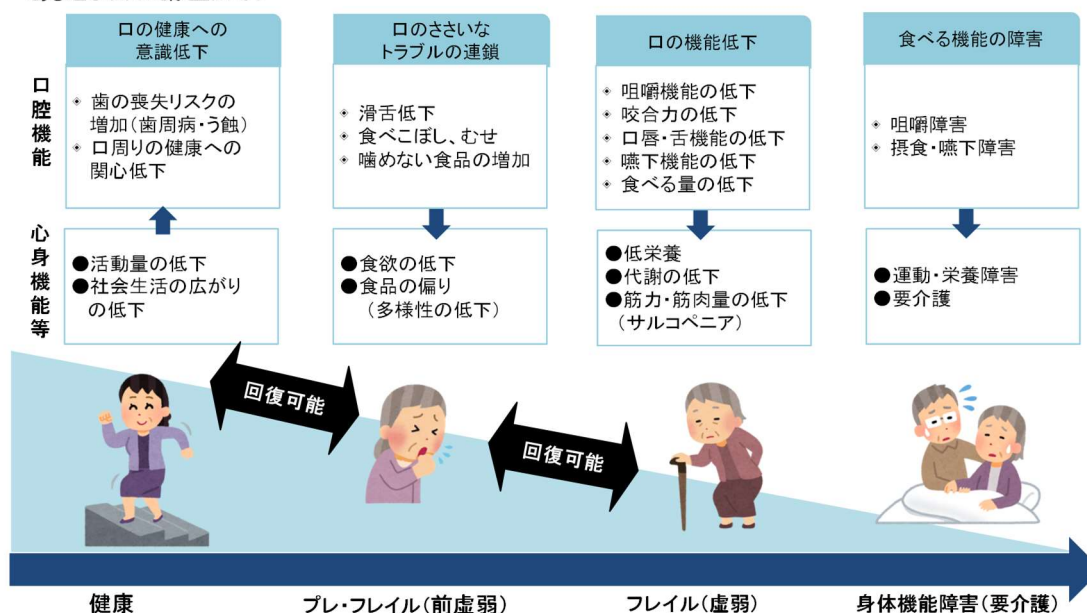 口の健康への
意識低下
口のささいな
トラブルの連鎖
口の機能低下
食べる機能の障害
口腔機能
歯の喪失リスクの
増加(歯周病・う蝕)
口周りの健康への
関心低下
滑舌低下
食べこぼし、むせ
噛めない食品の増加
咀嚼機能の低下
咬合力の低下
口唇・舌機能の低下
嚥下機能の低下
食べる量の低下
咀嚼障害
摂食・嚥下障害
心身機能等
●活動量の低下
●社会生活の広がり
の低下
●食欲の低下
●食品の偏り
(多様性の低下)
●低栄養
●代謝の低下
●筋力・筋肉量の低下
(サルコペニア)
●運動・栄養障害
●要介護
回復可能
回復可能
健康
プレ・フレイル(前虚弱)
フレイル(虚弱)
身体機能障害(要介護)